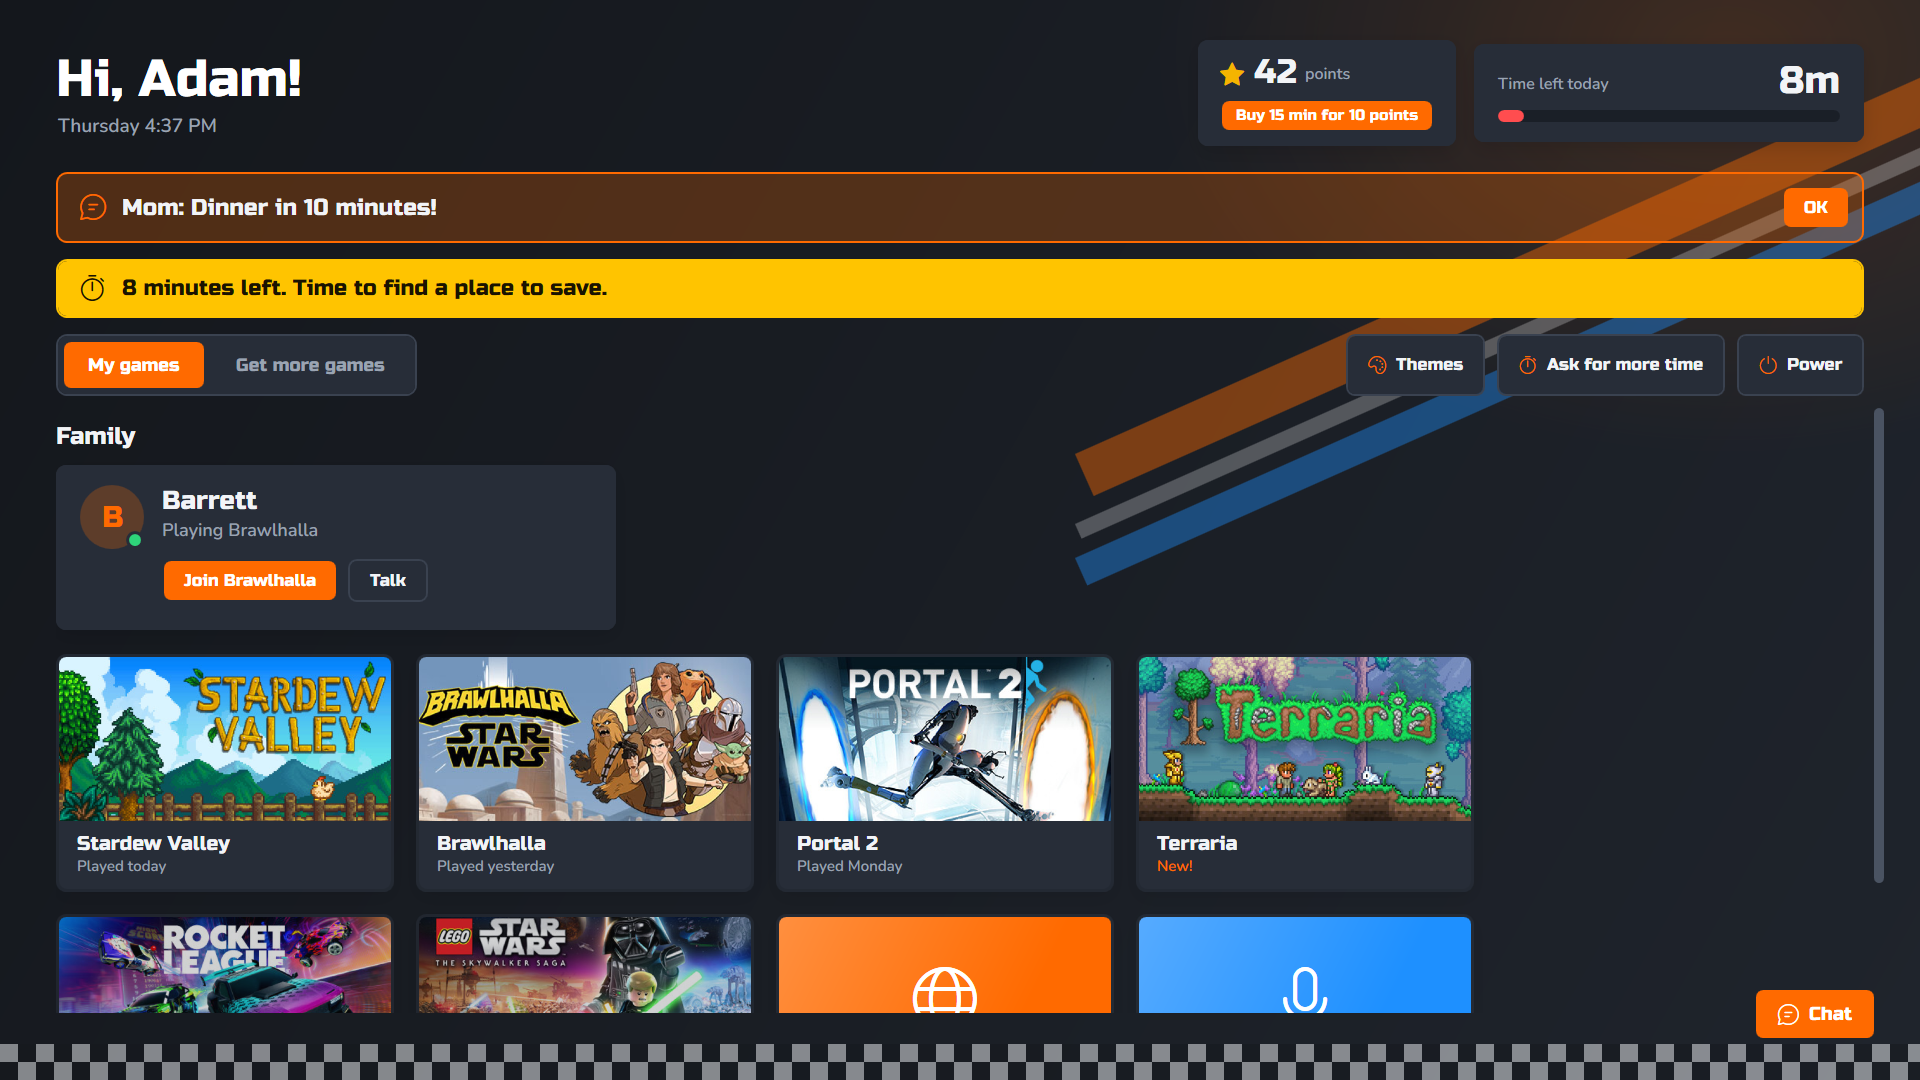 Hi, Adam!
Thursday 4:37 PM
42 points
Buy 15 min for 10 points
Time left today
8m
Mom: Dinner in 10 minutes!
OK
8 minutes left. Time to find a place to save.
My games
Get more games
Themes
Ask for more time
Power
Family
B
Barrett
Playing Brawlhalla
Join Brawlhalla
Talk
STARDEW
VALLEY
BRAWLHALLA
STAR
WARS
PORTAL 2
Terraria
Stardew Valley
Played today
Brawlhalla
Played yesterday
Portal 2
Played Monday
Terraria
New!
ROCKET
LEAGUE
LEGO
STAR
WARS
THE SKYWALKER SAGA
Chat